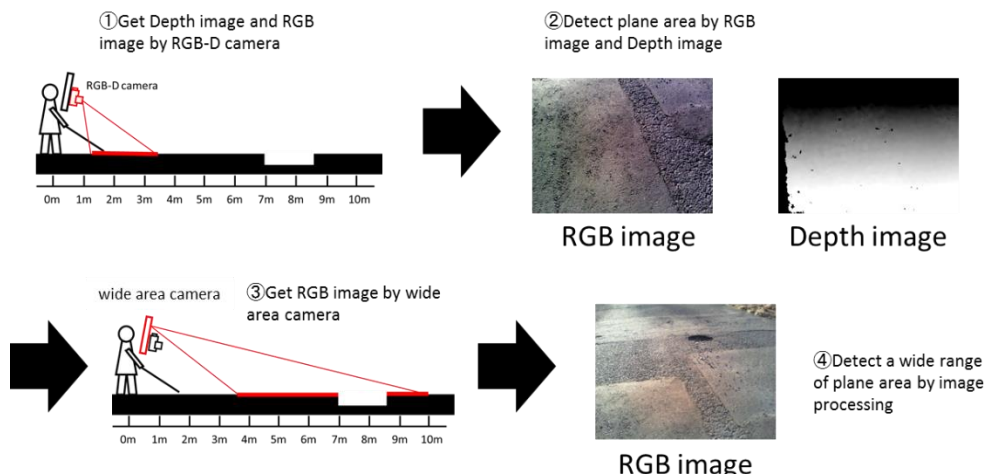 ①Get Depth image and RGB
image by RGB-D camera
RGB-D camera
0m 1m 2m 3m 4m 5m 6m 7m 8m 9m 10m
②Detect plane area by RGB
image and Depth image
RGB image
Depth image
wide area camera
③Get RGB image by wide
area camera
0m 1m 2m 3m 4m 5m 6m 7m 8m 9m 10m
④Detect a wide range
of plane area by image
processing
RGB image